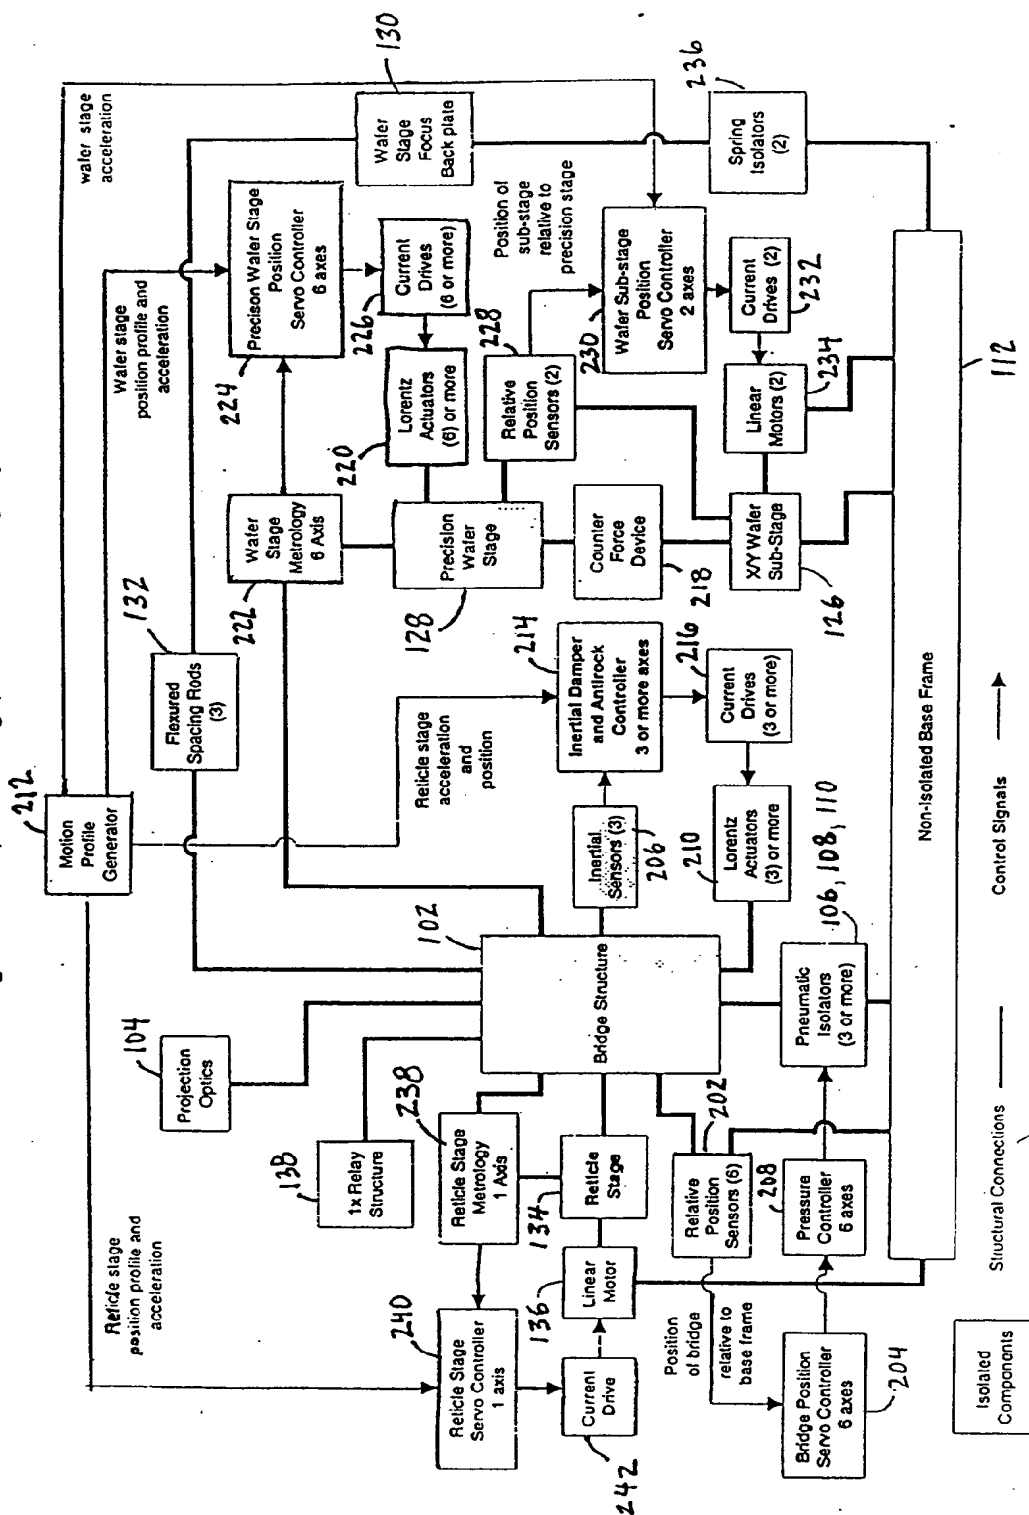 212
Motion
Profile
Generator
wafer stage
acceleration
130
Wafer
Stage
Focus
Back plate
236
Spring
Isolators
(2)
Wafer stage
position profile and
acceleration
224
Precison Wafer Stage
Position
Servo Controller
6 axes
226
Current
Drives
(6 or more)
Position of
sub-stage
relative to
precision stage
220
Lorentz
Actuators
(6) or more
228
Relative
Position
Sensors (2)
230
Wafer Sub-stage
Position
Servo Controller
2 axes
Current
Drives (2)
232
Linear
Motors (2)
234
132
Flexured
Spacing Rods
(3)
222
Wafer
Stage
Metrology
6 Axis
128
Precision
Wafer
Stage
Counter
Force
Device
218
X/Y Wafer
Sub-Stage
126
Reticle stage
acceleration
and
position
214
Inertial Damper
and Antirock
Controller
3 or more axes
216
Current
Drives
(3 or more)
Inertial
Sensors (3)
206
210
Lorentz
Actuators
(3) or more
104
Projection
Optics
102
Bridge Structure
138
1x Relay
Structure
238
Reticle Stage
Metrology
1 Axis
134
Reticle
Stage
202
Relative
Position
Sensors (6)
106, 108, 110
Pneumatic
Isolators
(3 or more)
208
Pressure
Controller
6 axes
Reticle stage
position profile and
acceleration
240
Reticle Stage
Servo Controller
1 axis
136
Linear
Motor
Current
Drive
242
Position
of bridge
relative to
base frame
Bridge Position
Servo Controller
6 axes
204
Non-Isolated Base Frame
112
Isolated
Components
Structural Connections
Control Signals